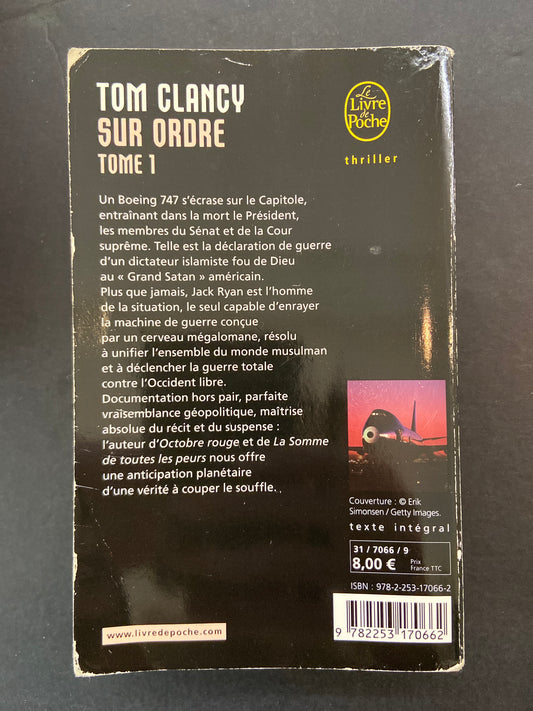 TOM CLANCY
SUR ORDRE
TOME 1
Le
Livre
de
Poche
thriller
Un Boeing 747 s'écrase sur le Capitole,
entraînant dans la mort le Président,
les membres du Sénat et de la Cour
suprême. Telle est la déclaration de guerre
d'un dictateur islamiste fou de Dieu
au « Grand Satan » américain.
Plus que jamais, Jack Ryan est l'homme
de la situation, le seul capable d'enrayer
la machine de guerre conçue
par un cerveau mégalomane, résolu
à unifier l'ensemble du monde musulman
et à déclencher la guerre totale
contre l'Occident libre.
Documentation hors pair, parfaite
vraisemblance géopolitique, maîtrise
absolue du récit et du suspense :
l'auteur d'Octobre rouge et de La Somme
de toutes les peurs nous offre
une anticipation planétaire
d'une vérité à couper le souffle.
Couverture : © Erik
Simonsen / Getty Images.
texte intégral
31 / 7066 / 9
8,00 € Prix
France TTC
ISBN : 978-2-253-17066-2
9 782253 170662
www.livredepoche.com